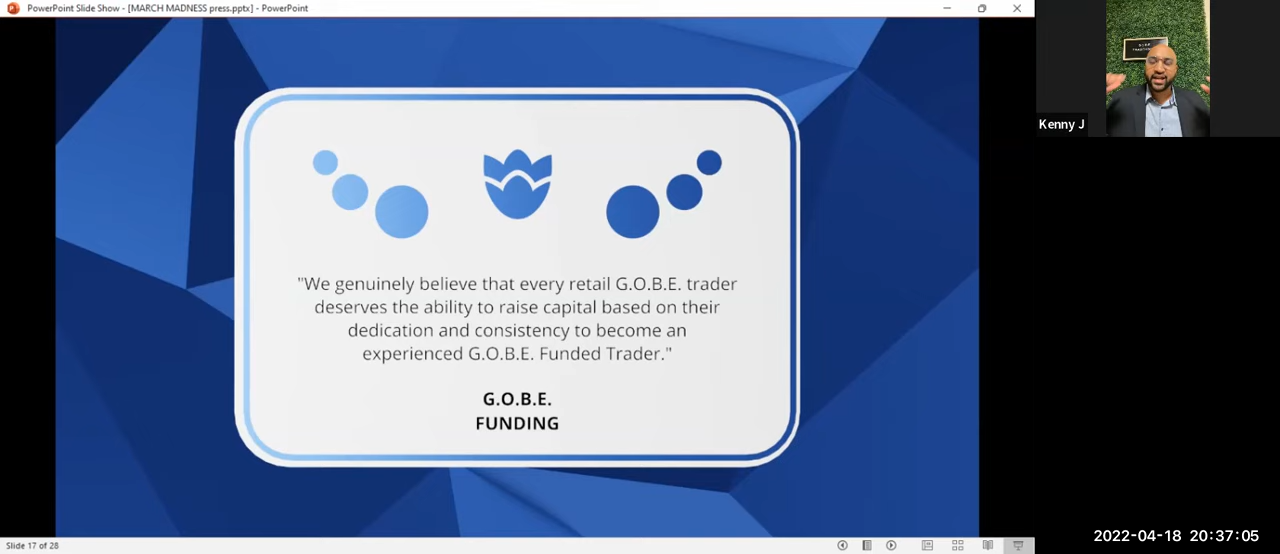 PowerPoint Slide Show - [MARCH MADNESS press.pptx] - PowerPoint
Kenny J
"We genuinely believe that every retail G.O.B.E. trader
deserves the ability to raise capital based on their
dedication and consistency to become an
experienced G.O.B.E. Funded Trader."
G.O.B.E.
FUNDING
2022-04-18 20:37:05
Slide 17 of 28